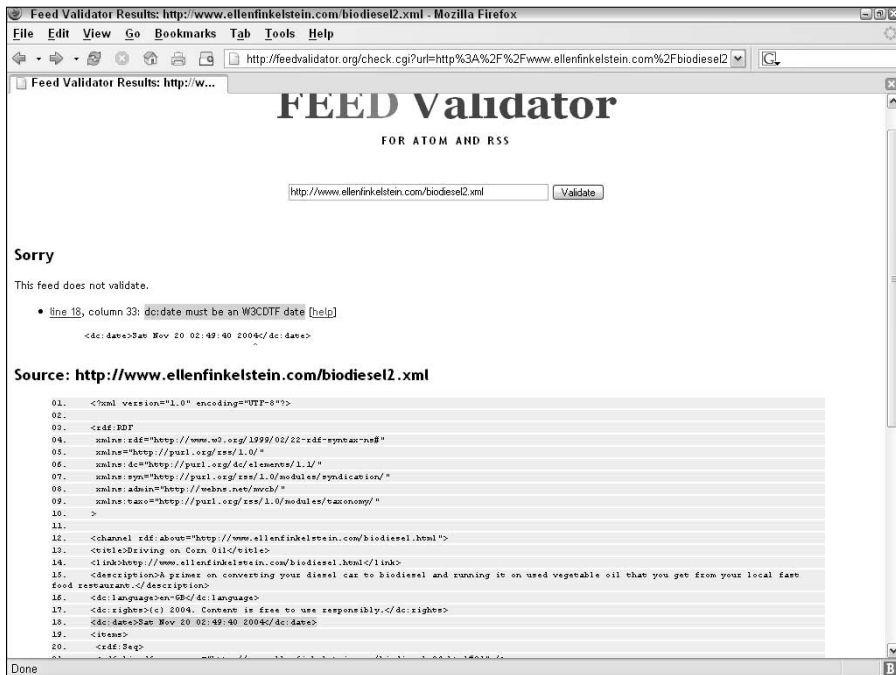 Feed Validator Results: http://www.ellenfinkelstein.com/biodiesel2.xml - Mozilla Firefox
File Edit View Go Bookmarks Tab Tools Help
http://feedvalidator.org/check.cgi?url=http%3A%2F%2Fwww.ellenfinkelstein.com%2Fbiodiesel2
G
Feed Validator Results: http://w...
FEED Validator
FOR ATOM AND RSS
http://www.ellenfinkelstein.com/biodiesel2.xml Validate
Sorry
This feed does not validate.
• line 18, column 33: dc:date must be an W3CDTF date [help]
<dc:date>Sat Nov 20 02:49:40 2004</dc:date>
^
Source: http://www.ellenfinkelstein.com/biodiesel2.xml
01. <?xml version="1.0" encoding="UTF-8"?>
02.
03. <rdf:RDF
04. xmlns:rdf="http://www.w3.org/1999/02/22-rdf-syntax-ns#"
05. xmlns="http://purl.org/rss/1.0/"
06. xmlns:dc="http://purl.org/dc/elements/1.1/"
07. xmlns:syn="http://purl.org/rss/1.0/modules/syndication/"
08. xmlns:admin="http://webns.net/mvcb/"
09. xmlns:taxo="http://purl.org/rss/1.0/modules/taxonomy/"
10. >
11.
12. <channel rdf:about="http://www.ellenfinkelstein.com/biodiesel.html">
13. <title>Driving on Corn Oil</title>
14. <link>http://www.ellenfinkelstein.com/biodiesel.html</link>
15. <description>A primer on converting your diesel car to biodiesel and running it on used vegetable oil that you get from your local fast
food restaurant.</description>
16. <dc:language>en-GB</dc:language>
17. <dc:rights>(c) 2004. Content is free to use responsibly.</dc:rights>
18. <dc:date>Sat Nov 20 02:49:40 2004</dc:date>
19. <items>
20. <rdf:Seq>
Done